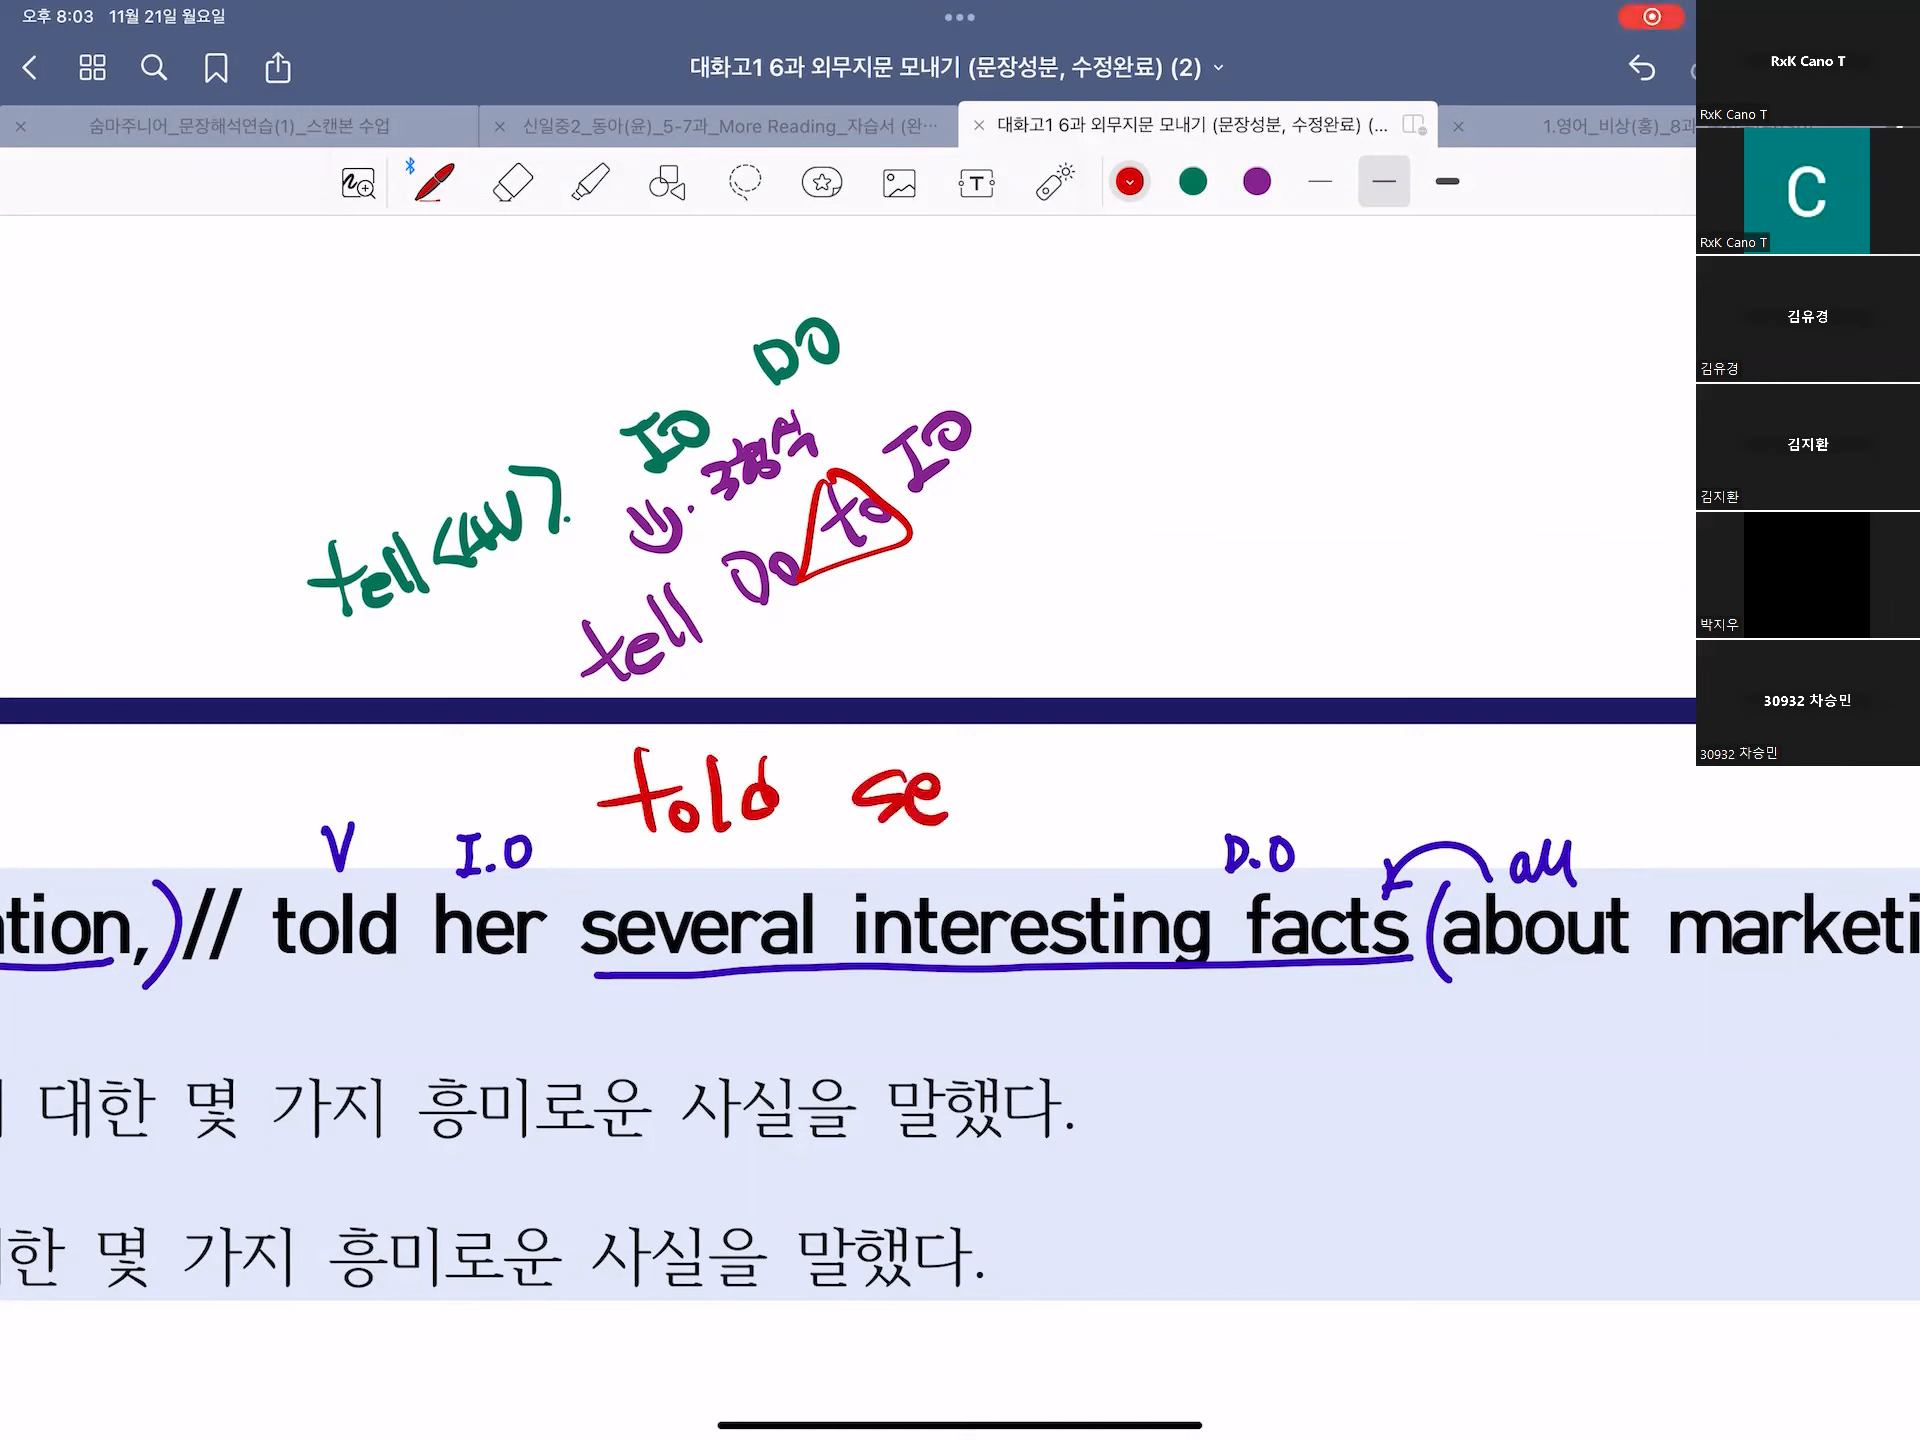 오후 8:03 11월 21일 월요일
대화고1 6과 외무지문 모내기 (문장성분, 수정완료) (2)
숨마주니어_문장해석연습(1)_스캔본 수업
신일중2_동아(윤)_5-7과_More Reading_자습서 (완…
대화고1 6과 외무지문 모내기 (문장성분, 수정완료) (…
1.영어_비상(홍)_8과
T
RxK Cano T
RxK Cano T
C
RxK Cano T
김유경
김유경
김지환
김지환
박지우
30932 차승민
30932 차승민
DO
IO
tell <4V>.
3형식
tell DO to IO
told se
V I.O D.O
ation,)// told her several interesting facts (about marketi
대한 몇 가지 흥미로운 사실을 말했다.
한 몇 가지 흥미로운 사실을 말했다.